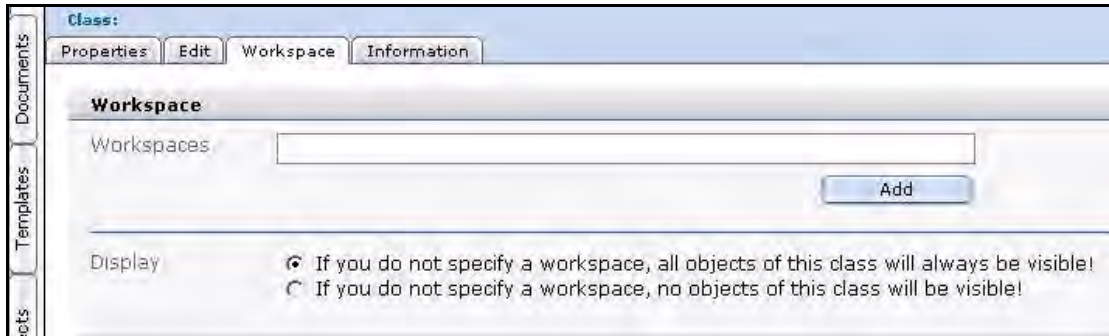 Class:
Properties Edit Workspace Information
Documents
Workspace
Workspaces
Add
Templates
Display
If you do not specify a workspace, all objects of this class will always be visible!
If you do not specify a workspace, no objects of this class will be visible!